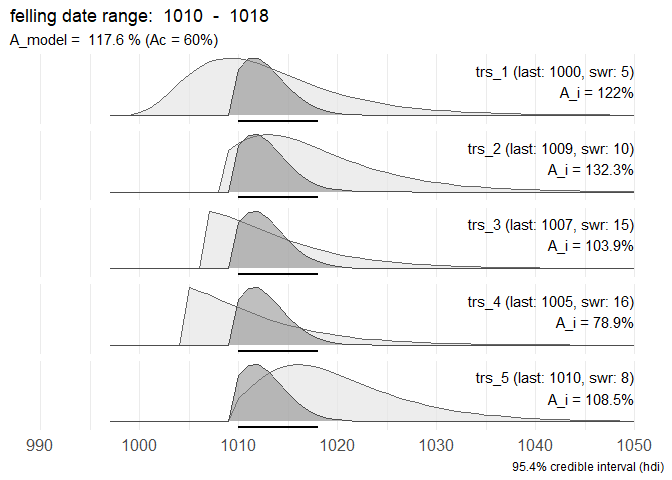 felling date range: 1010 - 1018
A_model = 117.6 % (Ac = 60%)
trs_1 (last: 1000, swr: 5)
A_i = 122%
trs_2 (last: 1009, swr: 10)
A_i = 132.3%
trs_3 (last: 1007, swr: 15)
A_i = 103.9%
trs_4 (last: 1005, swr: 16)
A_i = 78.9%
trs_5 (last: 1010, swr: 8)
A_i = 108.5%
990 1000 1010 1020 1030 1040 1050
95.4% credible interval (hdi)